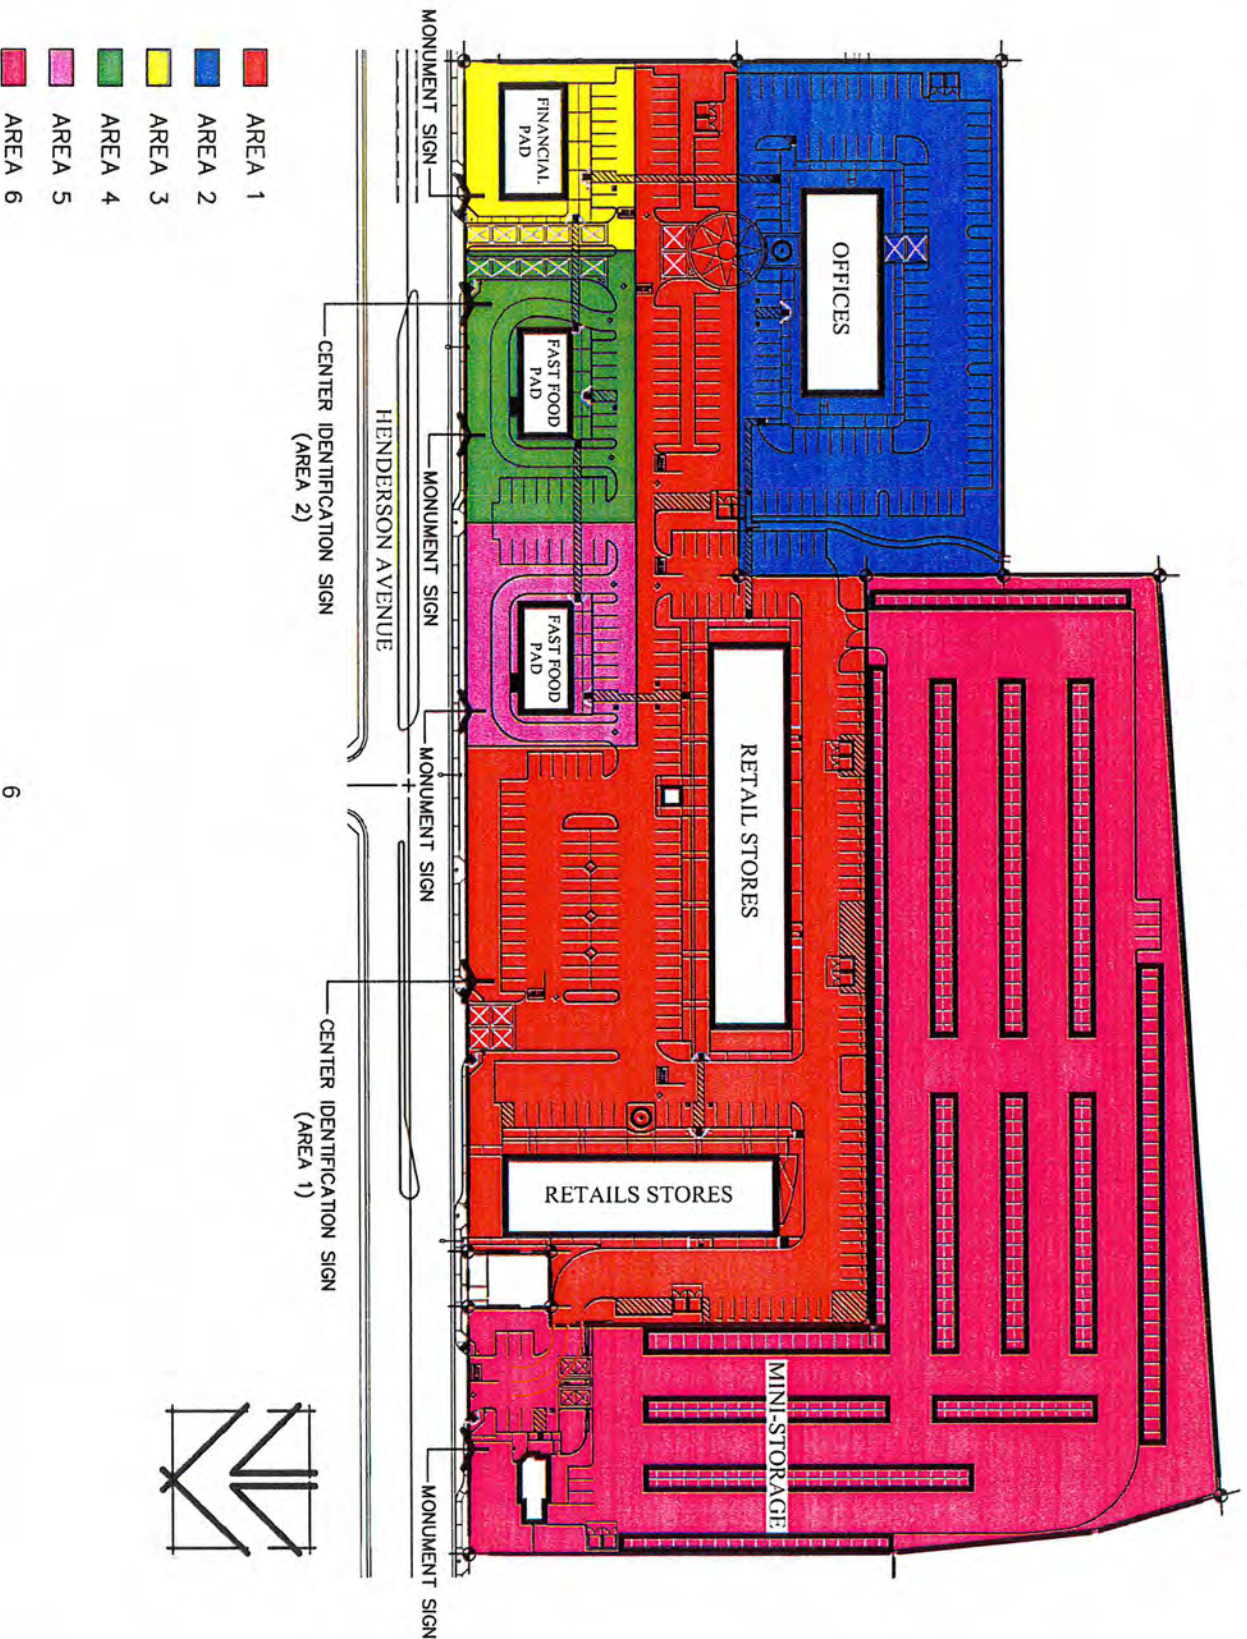 OFFICES
FINANCIAL
PAD
FAST FOOD
PAD
FAST FOOD
PAD
RETAIL STORES
RETAILS STORES
MINI-STORAGE
MONUMENT SIGN
MONUMENT SIGN
MONUMENT SIGN
MONUMENT SIGN
HENDERSON AVENUE
CENTER IDENTIFICATION SIGN
(AREA 2)
CENTER IDENTIFICATION SIGN
(AREA 1)
AREA 1
AREA 2
AREA 3
AREA 4
AREA 5
AREA 6
6